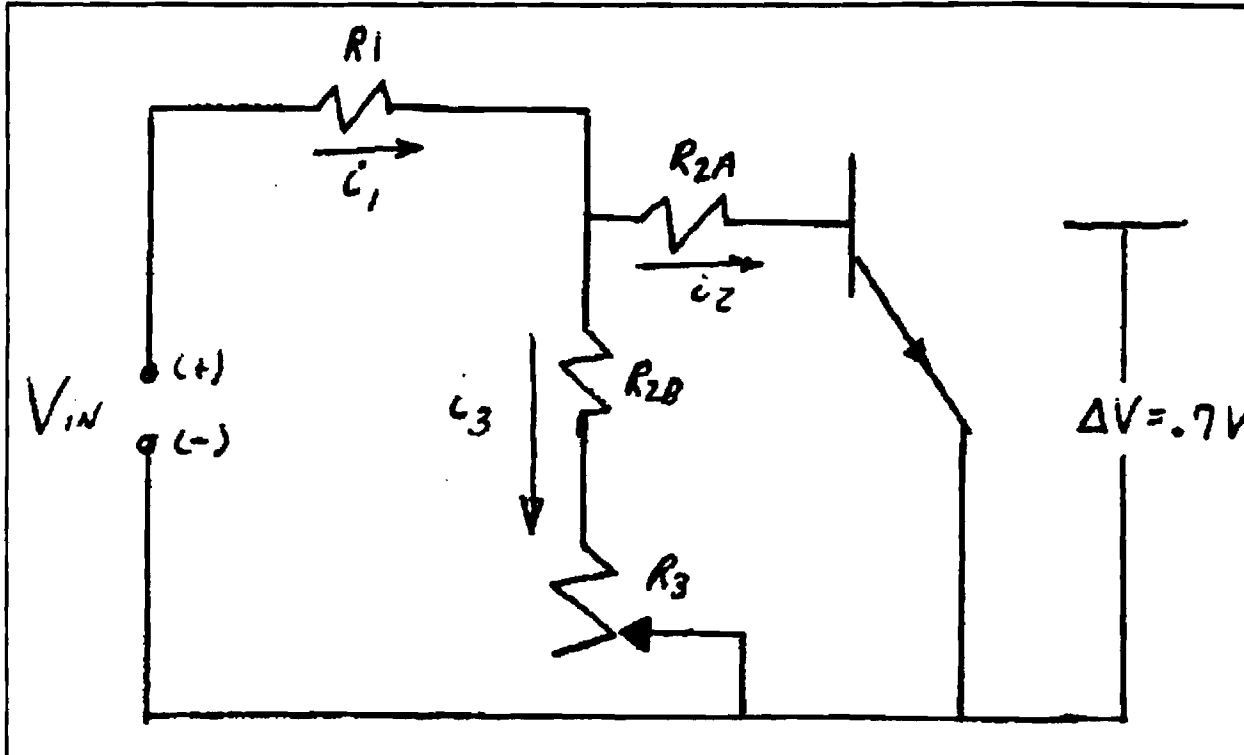 R1
i1
R2A
i2
(+)
VIN
(-)
i3
R2B
ΔV=.7V
R3